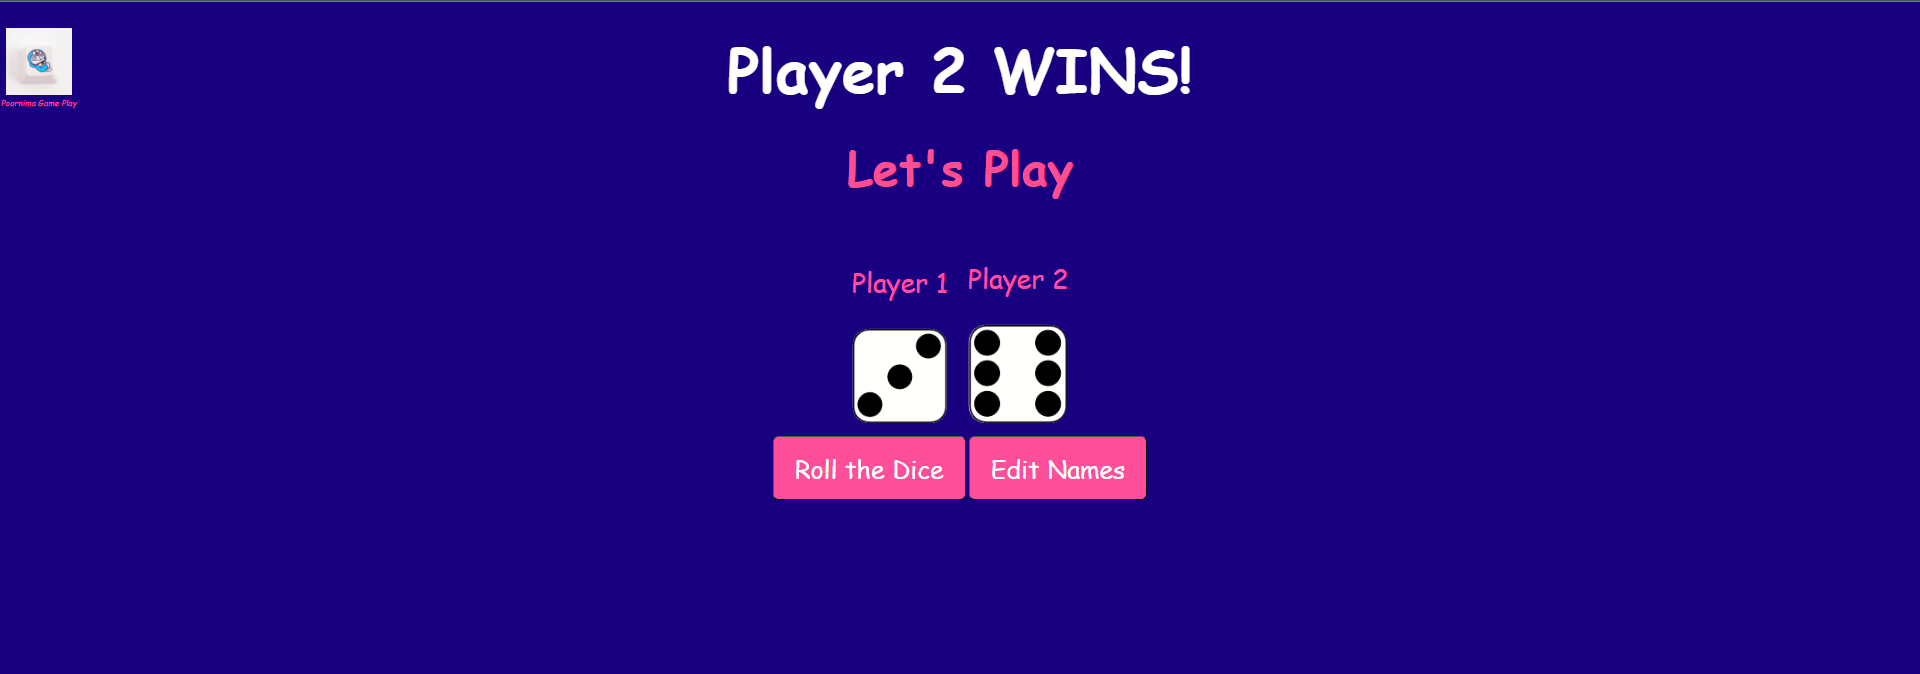 Player 2 WINS!
Poornima Game Play
Let's Play
Player 1 Player 2
Roll the Dice Edit Names